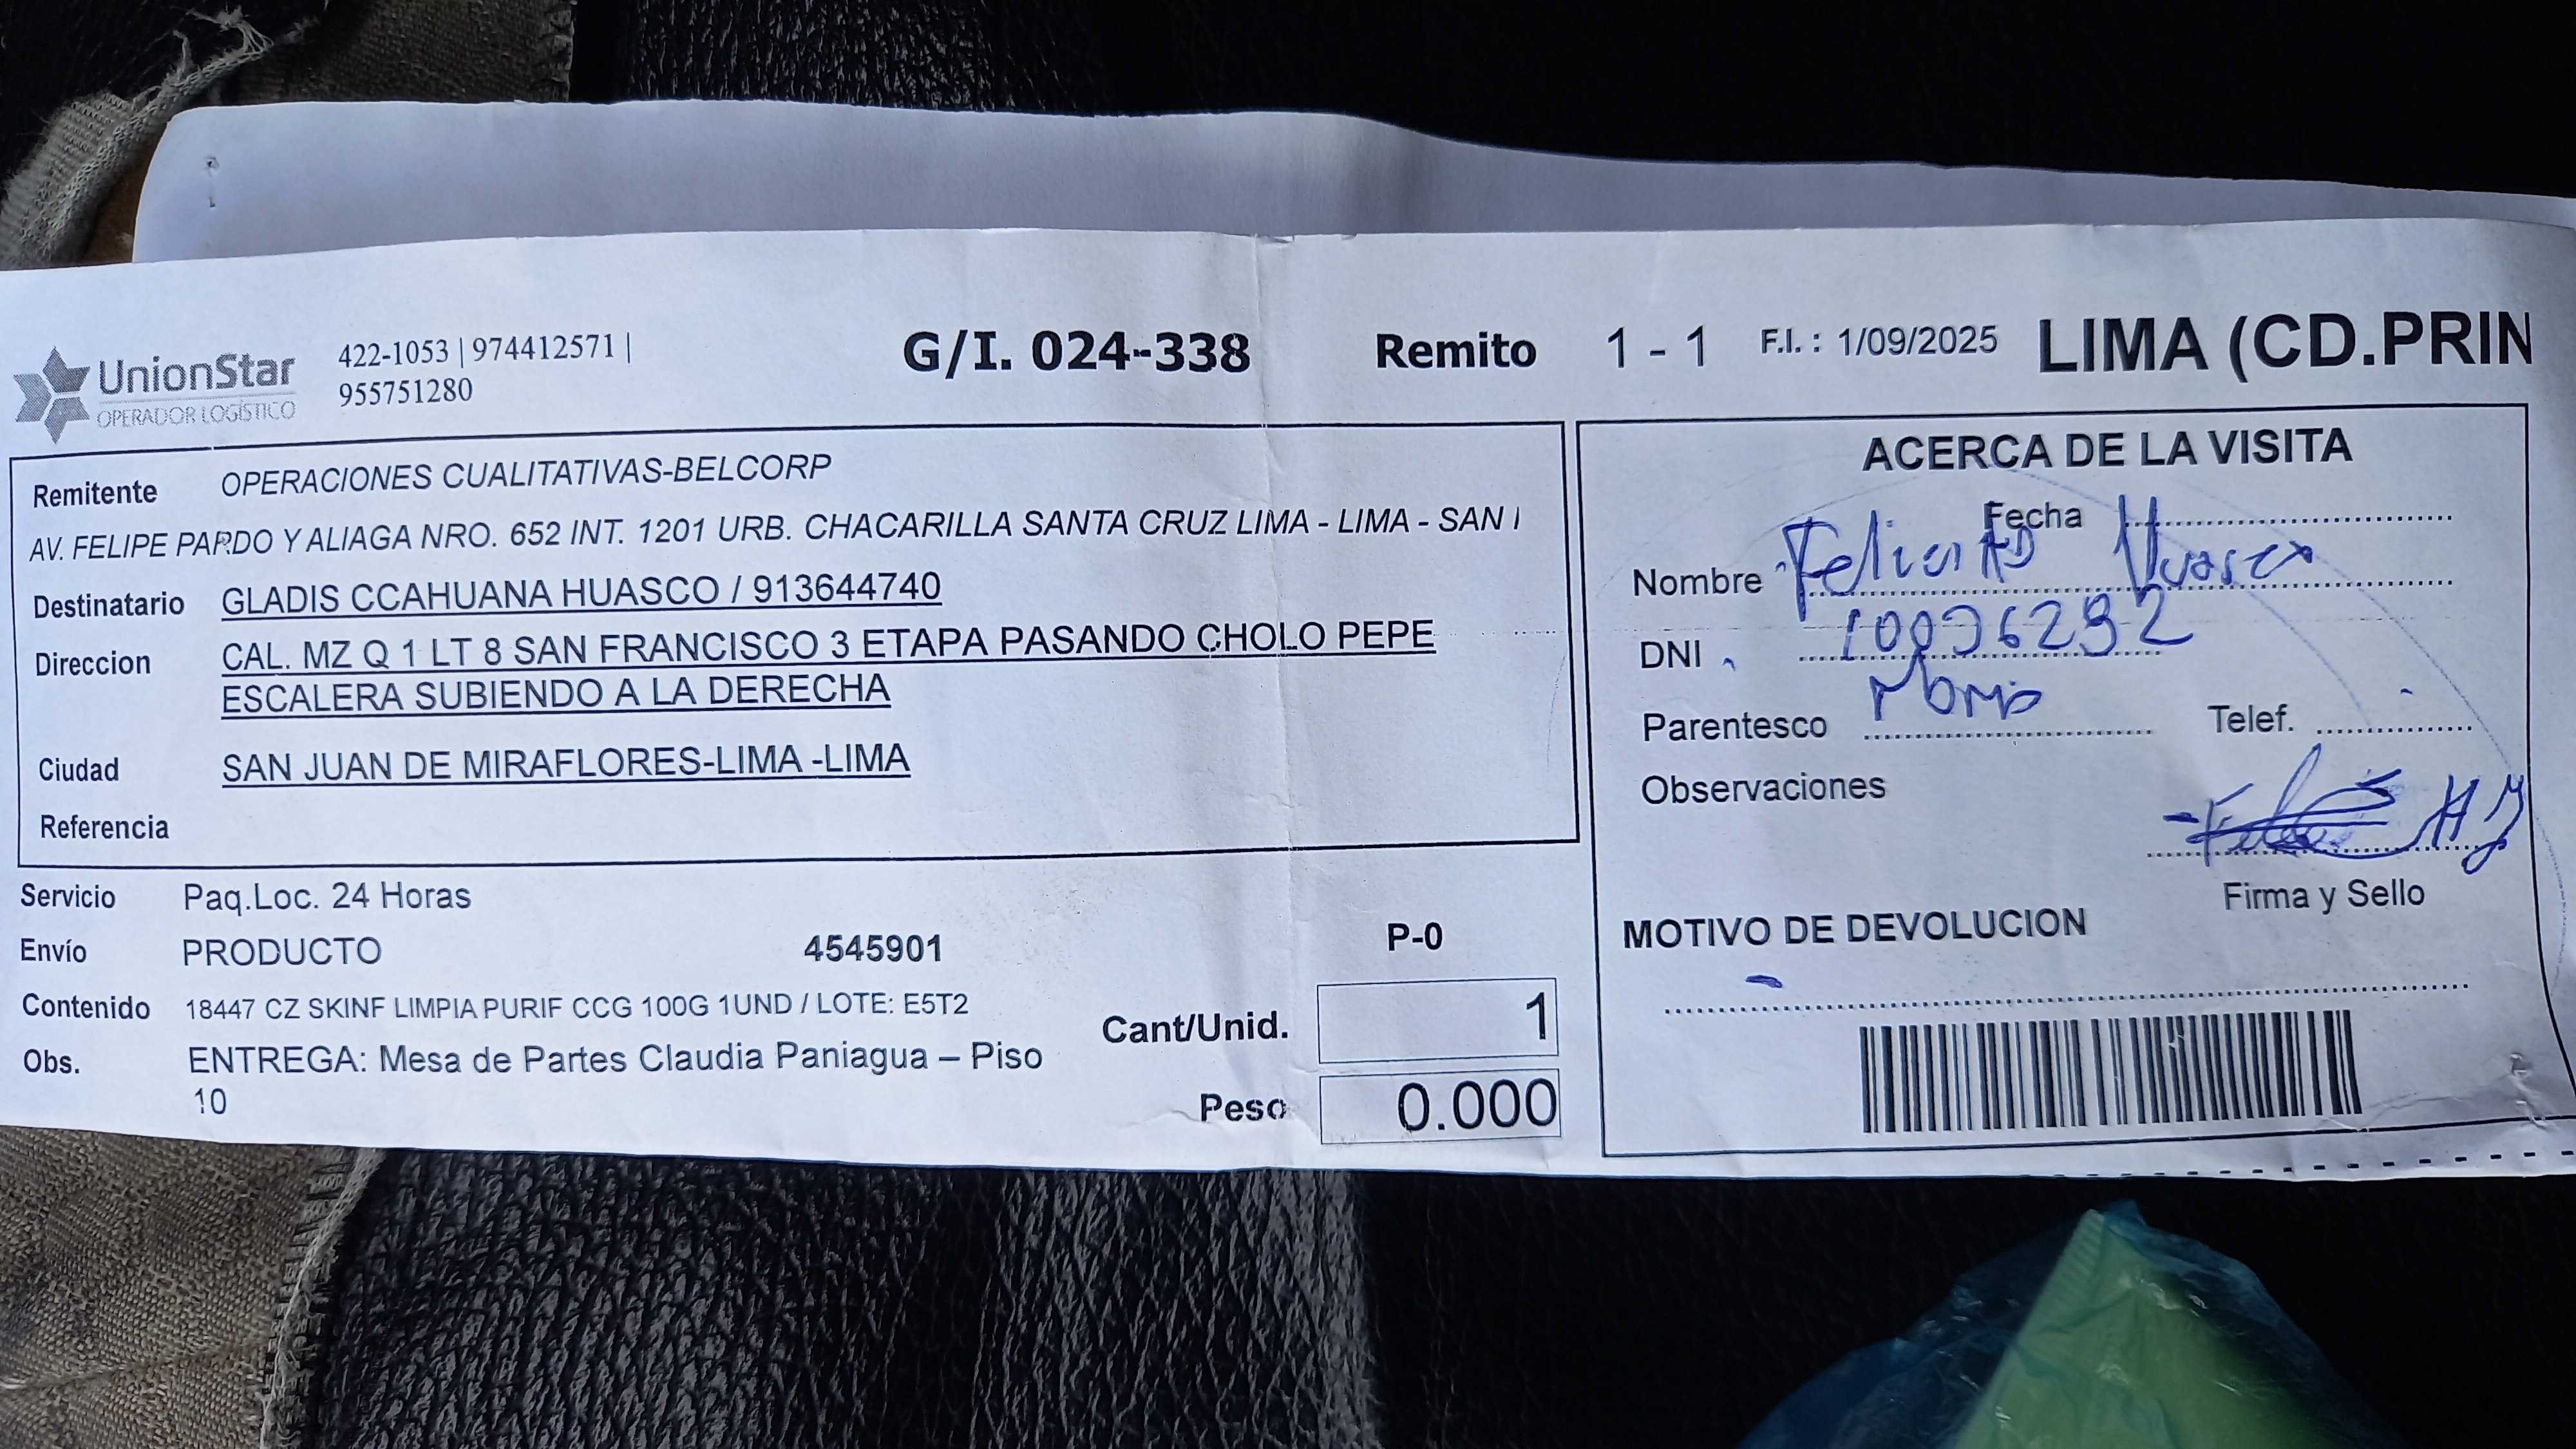 UnionStar
OPERADOR LOGÍSTICO
422-1053 | 974412571 |
955751280
G/I. 024-338
Remito 1 - 1
F.I. : 1/09/2025
LIMA (CD.PRIN
Remitente OPERACIONES CUALITATIVAS-BELCORP
AV. FELIPE PARDO Y ALIAGA NRO. 652 INT. 1201 URB. CHACARILLA SANTA CRUZ LIMA - LIMA - SAN I
Destinatario GLADIS CCAHUANA HUASCO / 913644740
Direccion CAL. MZ Q 1 LT 8 SAN FRANCISCO 3 ETAPA PASANDO CHOLO PEPE
ESCALERA SUBIENDO A LA DERECHA
Ciudad SAN JUAN DE MIRAFLORES-LIMA -LIMA
Referencia
Servicio Paq.Loc. 24 Horas
Envío PRODUCTO 4545901
P-0
Contenido 18447 CZ SKINF LIMPIA PURIF CCG 100G 1UND / LOTE: E5T2
Cant/Unid. 1
Obs. ENTREGA: Mesa de Partes Claudia Paniagua – Piso
10
Peso 0.000
ACERCA DE LA VISITA
Fecha
Nombre Huasco
DNI
Parentesco
Telef.
Observaciones
Firma y Sello
MOTIVO DE DEVOLUCION